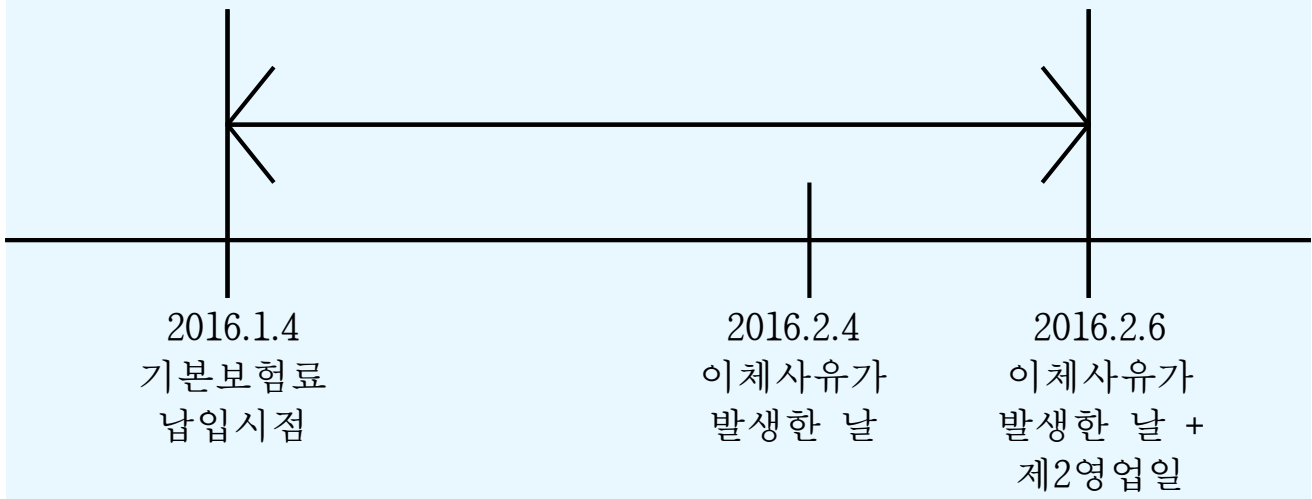 2016.1.4
기본보험료
납입시점
2016.2.4
이체사유가
발생한 날
2016.2.6
이체사유가
발생한 날 +
제2영업일